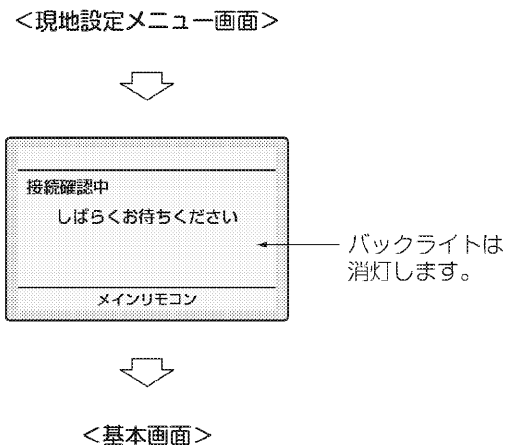 ＜現地設定メニュー画面＞
接続確認中
しばらくお待ちください
バックライトは
消灯します。
メインリモコン
＜基本画面＞